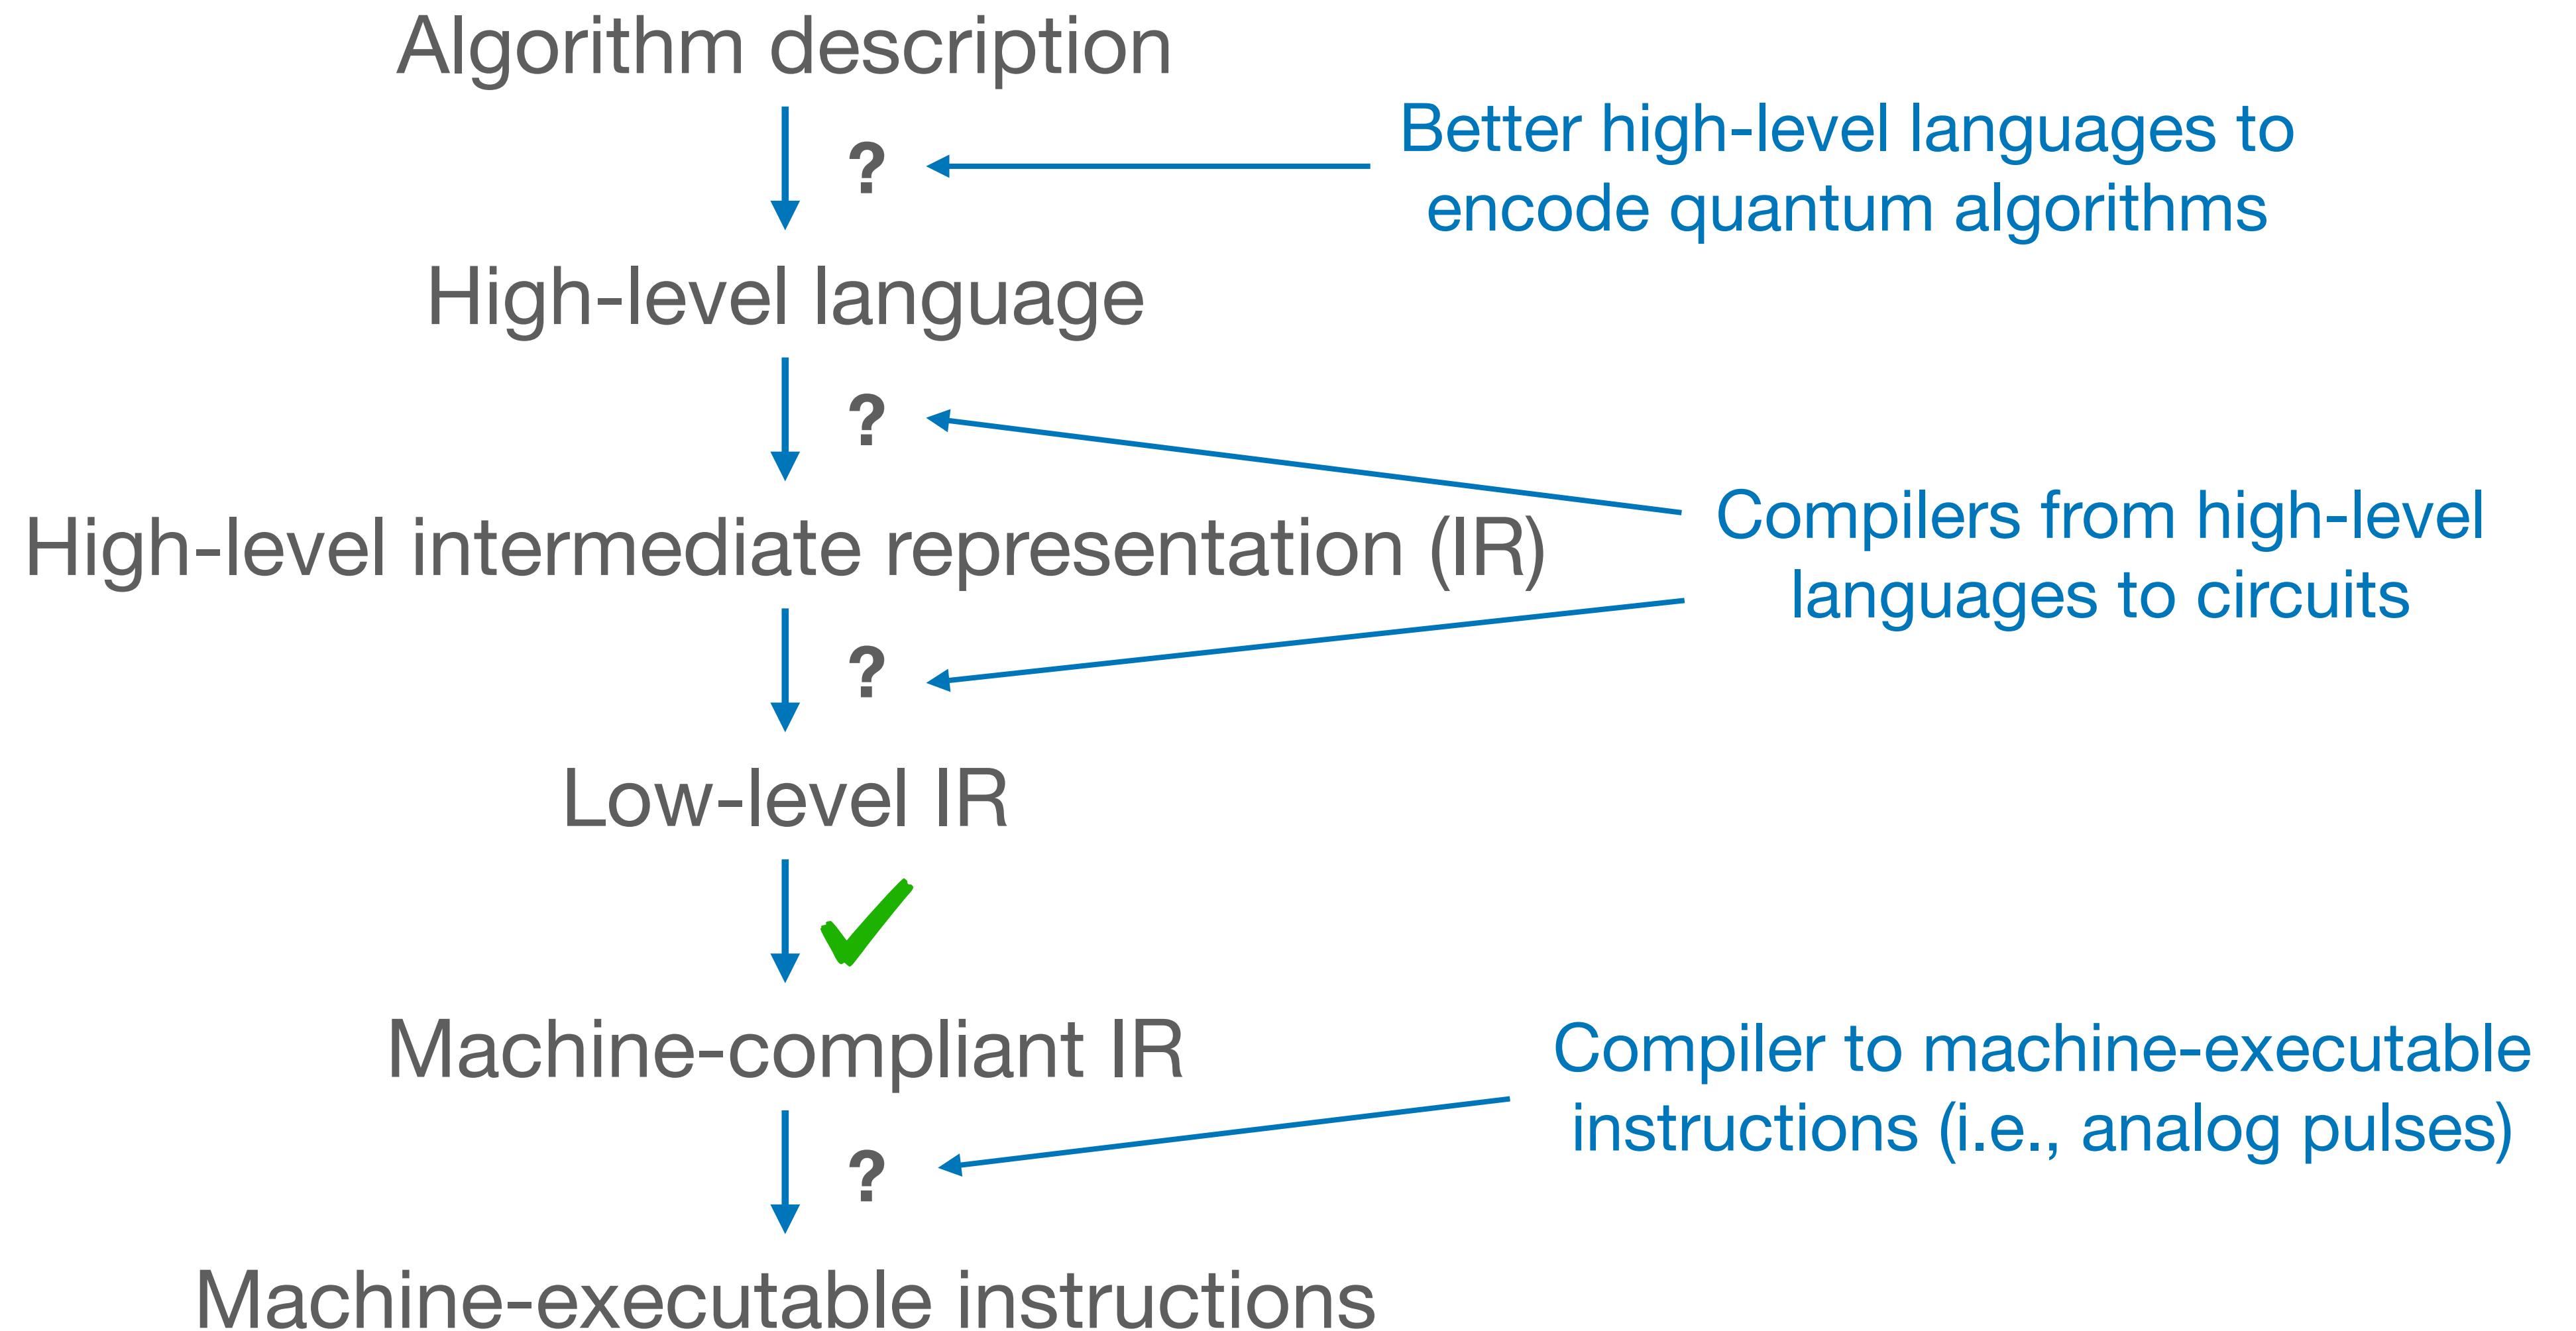 Algorithm description
?
Better high-level languages to
encode quantum algorithms
High-level language
?
High-level intermediate representation (IR)
Compilers from high-level
languages to circuits
?
Low-level IR
Machine-compliant IR
Compiler to machine-executable
instructions (i.e., analog pulses)
?
Machine-executable instructions